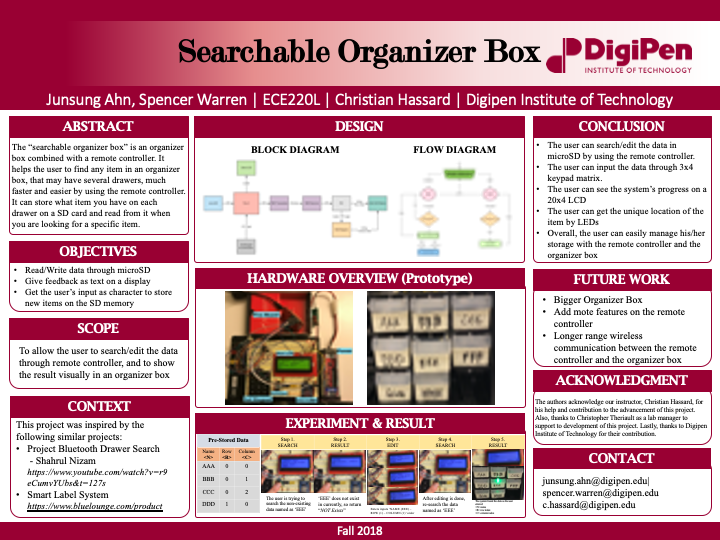 Searchable Organizer Box
DigiPen
INSTITUTE OF TECHNOLOGY
Junsung Ahn, Spencer Warren | ECE220L | Christian Hassard | Digipen Institute of Technology
ABSTRACT
The “searchable organizer box” is an organizer
box combined with a remote controller. It
helps the user to find any item in an organizer
box, that may have several drawers, much
faster and easier by using the remote controller.
It can store what item you have on each
drawer on a SD card and read from it when
you are looking for a specific item.
OBJECTIVES
• Read/Write data through microSD
• Give feedback as text on a display
• Get the user's input as character to store
new items on the SD memory
SCOPE
To allow the user to search/edit the data
through remote controller, and to show
the result visually in an organizer box
CONTEXT
This project was inspired by the
following similar projects:
• Project Bluetooth Drawer Search
- Shahrul Nizam
https://www.youtube.com/watch?v=r9
eCumvYUbs&t=127s
• Smart Label System
https://www.bluelounge.com/product
DESIGN
BLOCK DIAGRAM
FLOW DIAGRAM
HARDWARE OVERVIEW (Prototype)
EXPERIMENT & RESULT
Pre-Stored Data
Name Row Column
<N> <R> <C>
AAA 0 0
BBB 0 1
CCC 0 2
DDD 1 0
Step 1.
SEARCH
The user is trying to
search the non-existing
data named as ‘EEE’
Step 2.
RESULT
‘EEE’ does not exist
in currently, so return
“NOT Exists”
Step 3.
EDIT
Step 4.
SEARCH
After editing is done,
re-search the data
named as ‘EEE’
Step 5.
RESULT
CONCLUSION
• The user can search/edit the data in
microSD by using the remote controller.
• The user can input the data through 3x4
keypad matrix.
• The user can see the system's progress on a
20x4 LCD
• The user can get the unique location of the
item by LEDs
• Overall, the user can easily manage his/her
storage with the remote controller and the
organizer box
FUTURE WORK
• Bigger Organizer Box
• Add mote features on the remote
controller
• Longer range wireless
communication between the remote
controller and the organizer box
ACKNOWLEDGMENT
The authors acknowledge our instructor, Christian Hassard, for
his help and contribution to the advancement of this project.
Also, thanks to Christopher Theriault as a lab manager to
support to development of this project. Lastly, thanks to Digipen
Institute of Technology for their contribution.
CONTACT
junsung.ahn@digipen.edu|
spencer.warren@digipen.edu
c.hassard@digipen.edu
Fall 2018